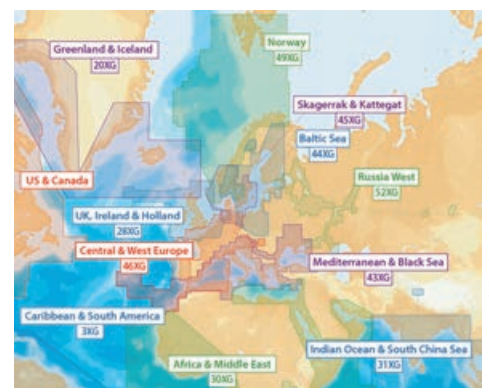 Greenland & Iceland
20XG
Norway
49XG
Skagerrak & Kattegat
45XG
Baltic Sea
44XG
US & Canada
Russia West
52XG
UK, Ireland & Holland
28XG
Central & West Europe
46XG
Mediterranean & Black Sea
43XG
Caribbean & South America
3XG
Indian Ocean & South China Sea
31XG
Africa & Middle East
30XG